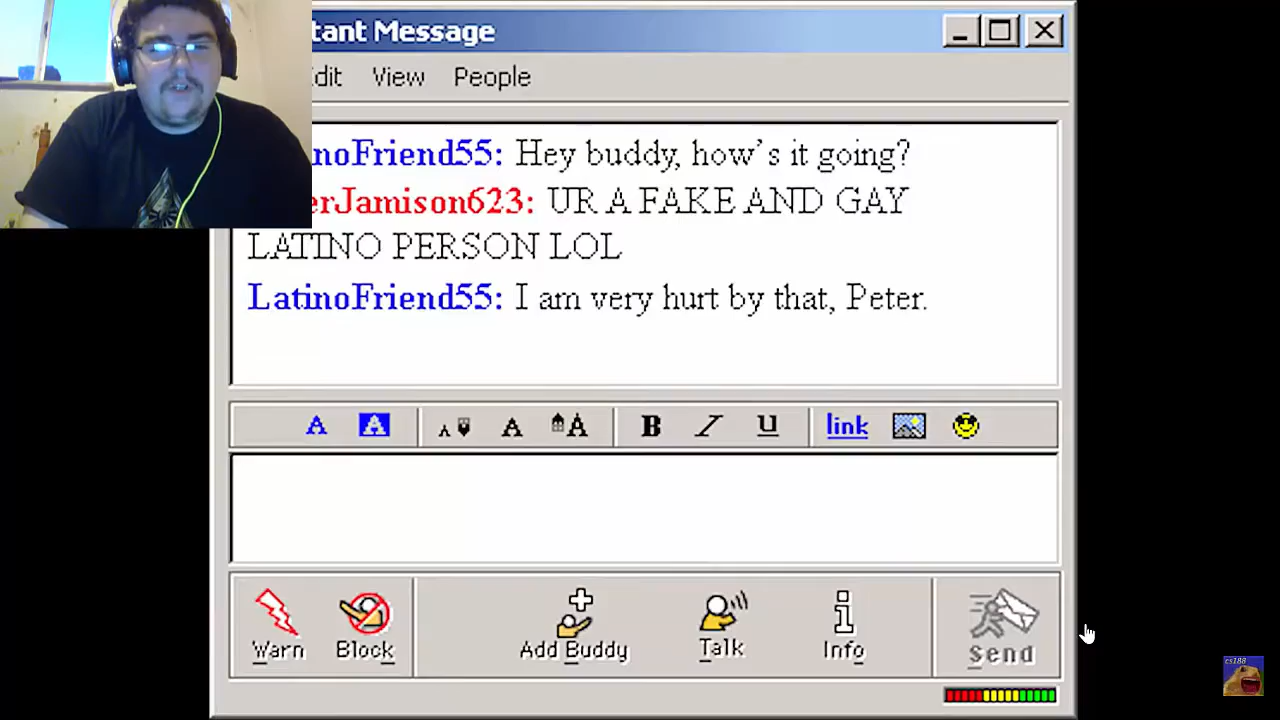 tant Message
dit View People
noFriend55: Hey buddy, how's it going?
erJamison623: UR A FAKE AND GAY
LATINO PERSON LOL
LatinoFriend55: I am very hurt by that, Peter.
A A A A A B I U link
Warn Block Add Buddy Talk Info Send
cs188